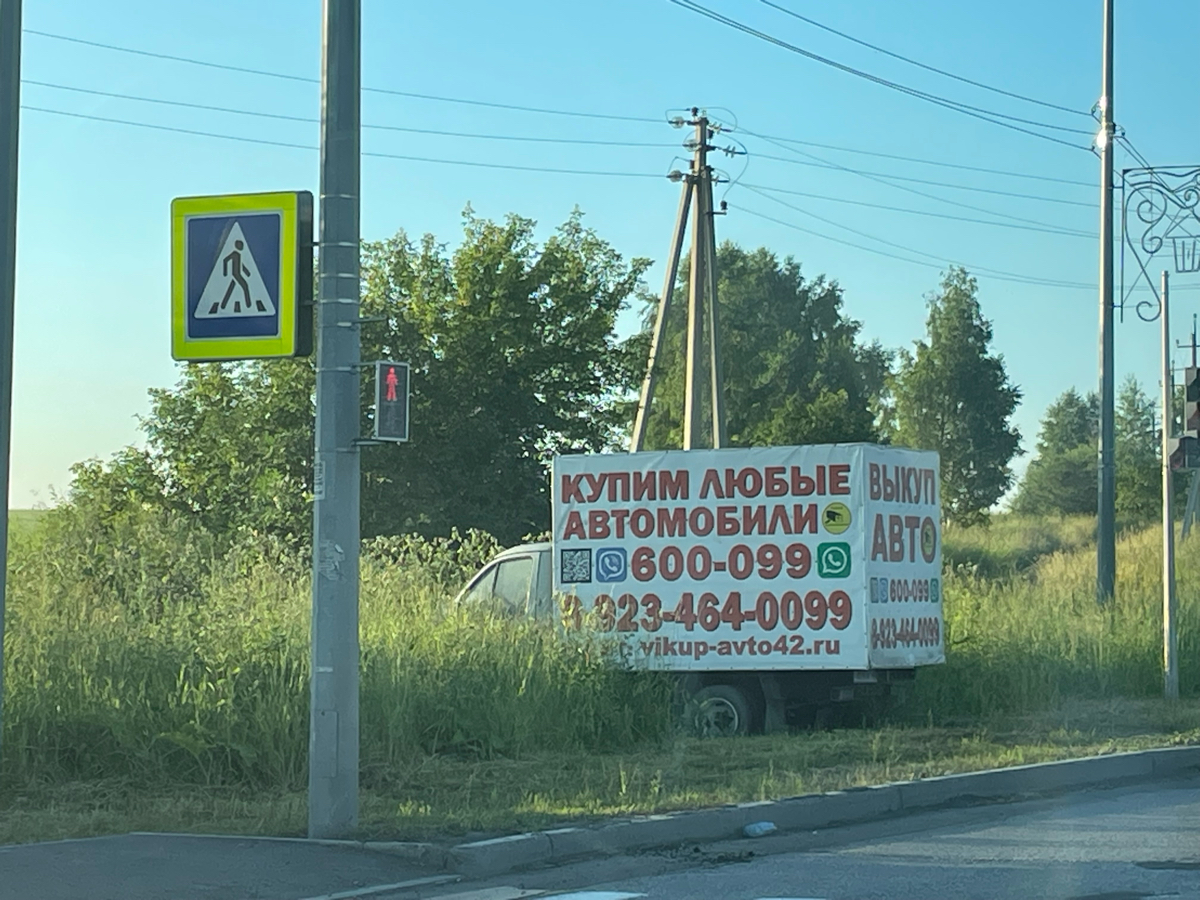 КУПИМ ЛЮБЫЕ
АВТОМОБИЛИ
600-099
8-923-464-0099
vikup-avto42.ru
ВЫКУП
АВТО
600-099
8-923-464-0099